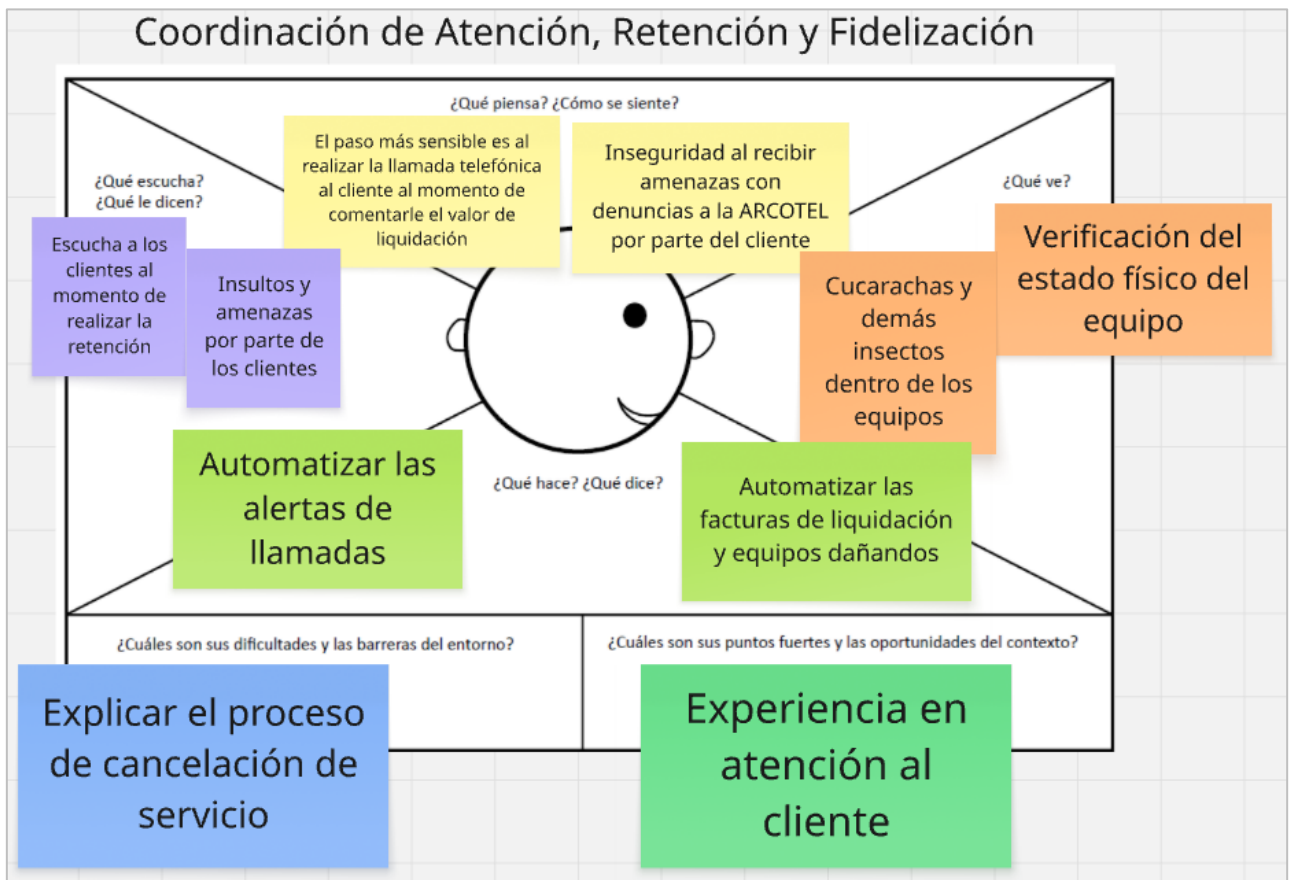 Coordinación de Atención, Retención y Fidelización
¿Qué piensa? ¿Cómo se siente?
El paso más sensible es al
realizar la llamada telefónica
al cliente al momento de
comentarle el valor de
liquidación
Inseguridad al recibir
amenazas con
denuncias a la ARCOTEL
por parte del cliente
¿Qué escucha?
¿Qué le dicen?
Escucha a los
clientes al
momento de
realizar la
retención
Insultos y
amenazas
por parte de
los clientes
¿Qué ve?
Verificación del
estado físico del
equipo
Cucarachas y
demás
insectos
dentro de los
equipos
¿Qué hace? ¿Qué dice?
Automatizar las
alertas de
llamadas
Automatizar las
facturas de liquidación
y equipos dañandos
¿Cuáles son sus dificultades y las barreras del entorno?
Explicar el proceso
de cancelación de
servicio
¿Cuáles son sus puntos fuertes y las oportunidades del contexto?
Experiencia en
atención al
cliente